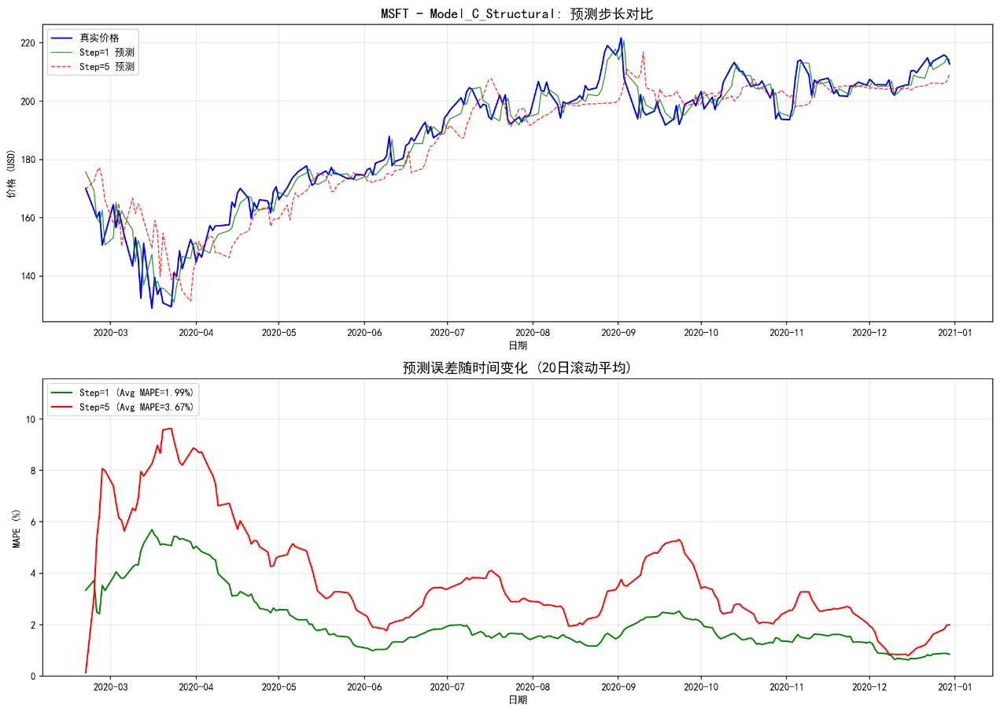 MSFT - Model_C_Structural: 预测步长对比
真实价格
Step=1 预测
Step=5 预测
220
200
180
160
140
价格 (USD)
2020-03 2020-04 2020-05 2020-06 2020-07 2020-08 2020-09 2020-10 2020-11 2020-12 2021-01
日期
预测误差随时间变化 (20日滚动平均)
Step=1 (Avg MAPE=1.99%)
Step=5 (Avg MAPE=3.67%)
10
8
6
4
2
0
MAPE (%)
2020-03 2020-04 2020-05 2020-06 2020-07 2020-08 2020-09 2020-10 2020-11 2020-12 2021-01
日期